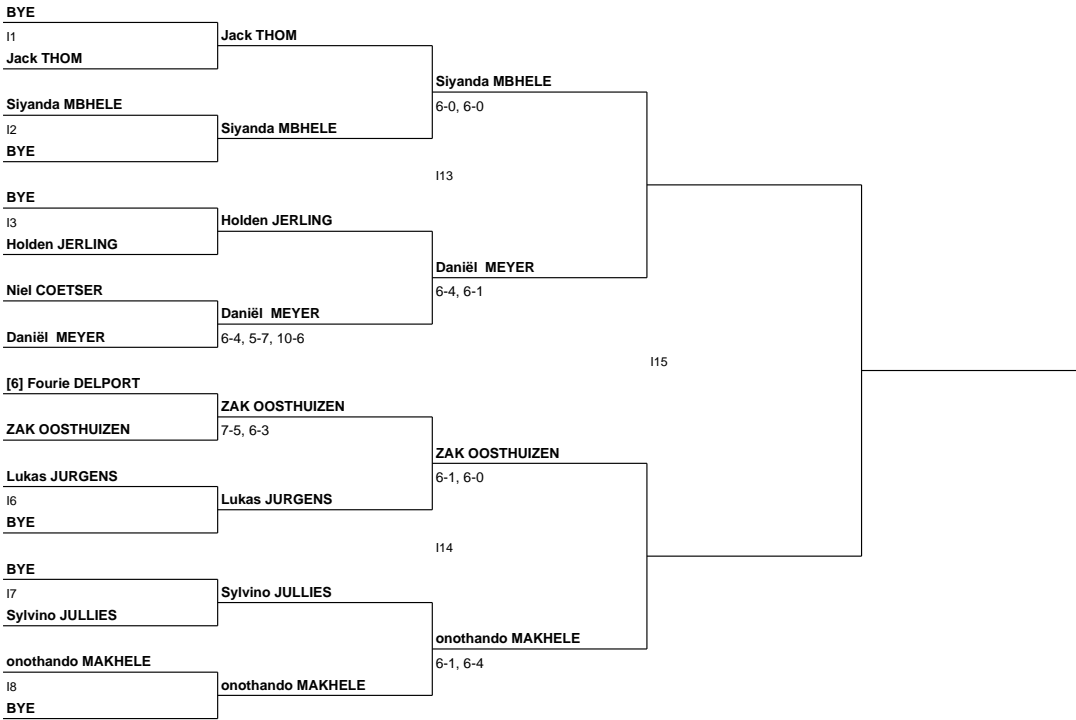 BYE
I1
Jack THOM
Jack THOM
Siyanda MBHELE
6-0, 6-0
Siyanda MBHELE
I2
BYE
Siyanda MBHELE
I13
BYE
I3
Holden JERLING
Holden JERLING
Daniël  MEYER
6-4, 6-1
Niel COETSER
Daniël  MEYER
Daniël  MEYER
6-4, 5-7, 10-6
I15
[6] Fourie DELPORT
ZAK OOSTHUIZEN
ZAK OOSTHUIZEN
7-5, 6-3
ZAK OOSTHUIZEN
6-1, 6-0
Lukas JURGENS
I6
BYE
Lukas JURGENS
I14
BYE
I7
Sylvino JULLIES
Sylvino JULLIES
onothando MAKHELE
6-1, 6-4
onothando MAKHELE
I8
BYE
onothando MAKHELE